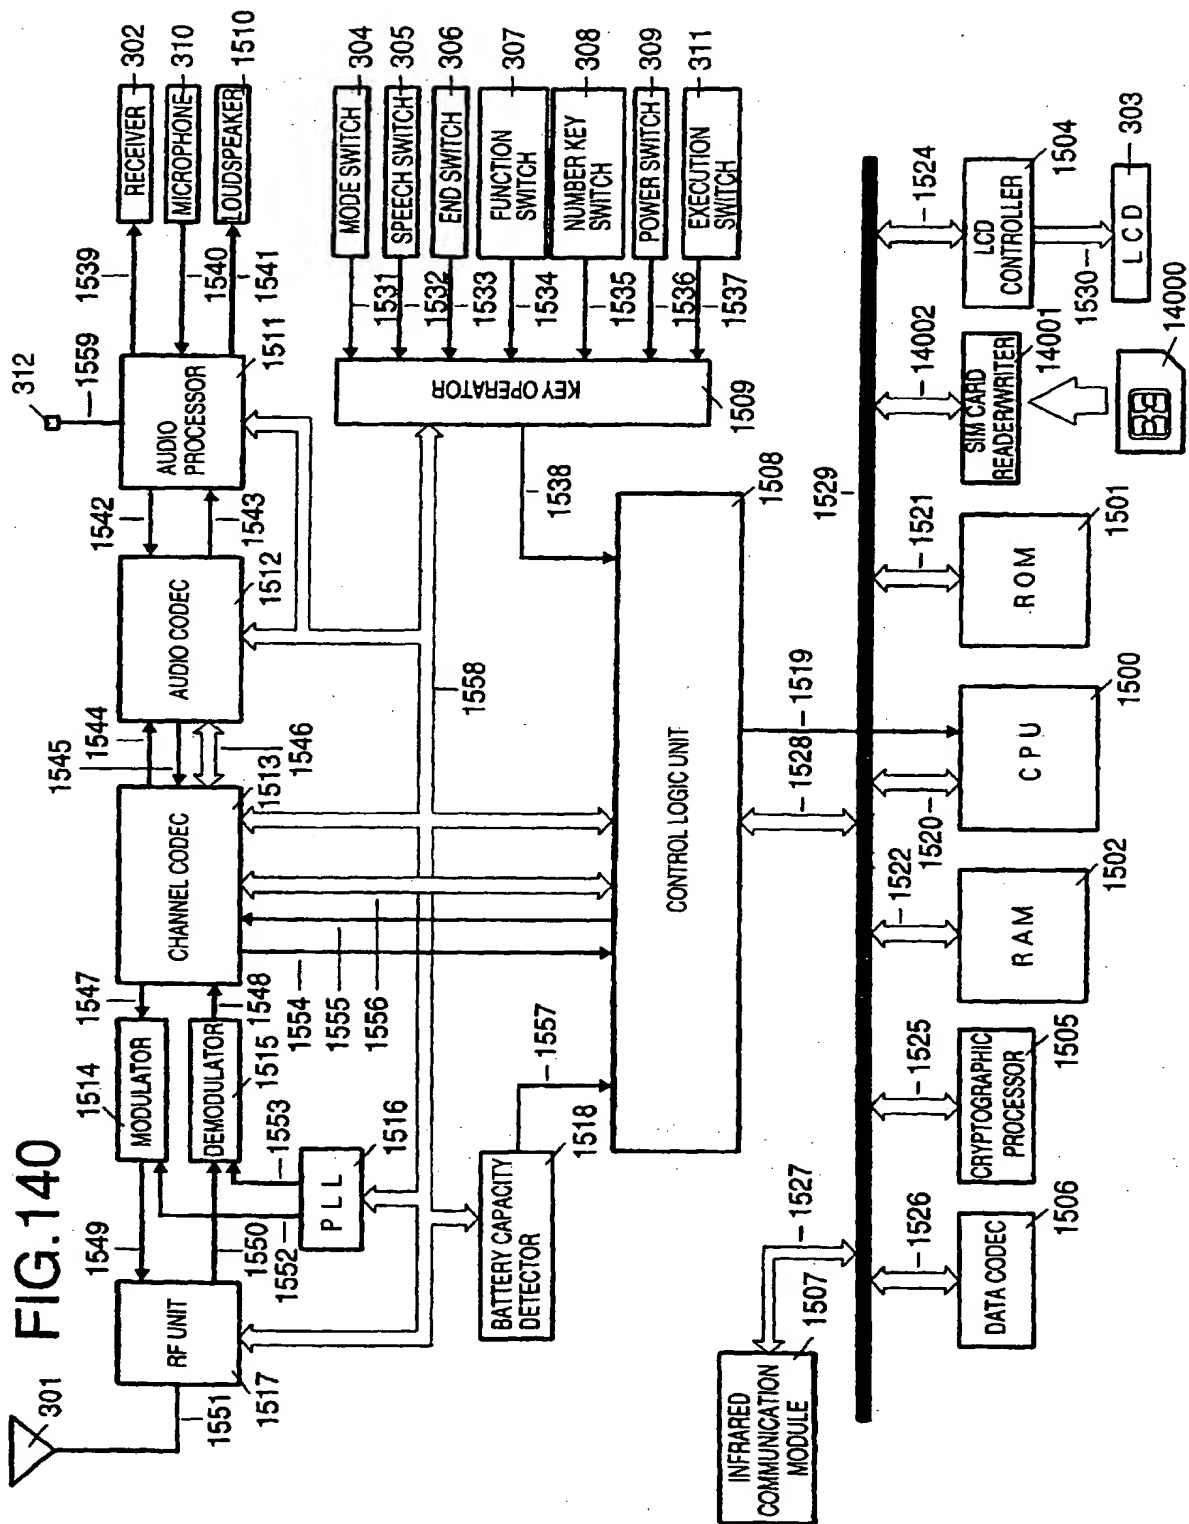 FIG.140
301
1551
RF UNIT
1517
1549
1550
1552
1514
MODULATOR
DEMODULATOR
1515
1553
PLL
1516
1547
1548
CHANNEL CODEC
1513
1554
1555
1556
1545
1544
1546
AUDIO CODEC
1512
1542
1543
312
1559
AUDIO
PROCESSOR
1511
1539
1540
1541
RECEIVER
302
MICROPHONE
310
LOUDSPEAKER
1510
BATTERY CAPACITY
DETECTOR
1518
1557
1558
KEY OPERATOR
1509
1538
1531
1532
1533
1534
1535
1536
1537
MODE SWITCH
304
SPEECH SWITCH
305
END SWITCH
306
FUNCTION
SWITCH
307
NUMBER KEY
SWITCH
308
POWER SWITCH
309
EXECUTION
SWITCH
311
CONTROL LOGIC UNIT
1508
1528
1519
1529
INFRARED
COMMUNICATION
MODULE
1507
1527
DATA CODEC
1506
1526
CRYPTOGRAPHIC
PROCESSOR
1505
1525
RAM
1502
1522
CPU
1500
1520
ROM
1501
1521
SIM CARD
READER/WRITER
14001
14002
14000
LCD
CONTROLLER
1504
1524
1530
LCD
303